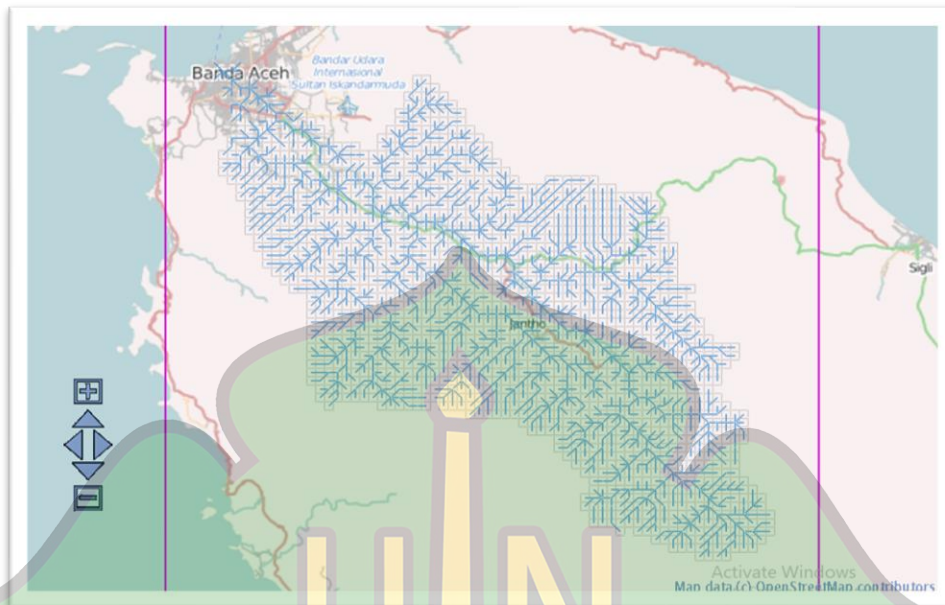 Banda Aceh
Bandar Udara
Internasional
Sultan Iskandarmuda
Sigli
Jantho
UIN
Activate Windows
Map data (c) OpenStreetMap contributors